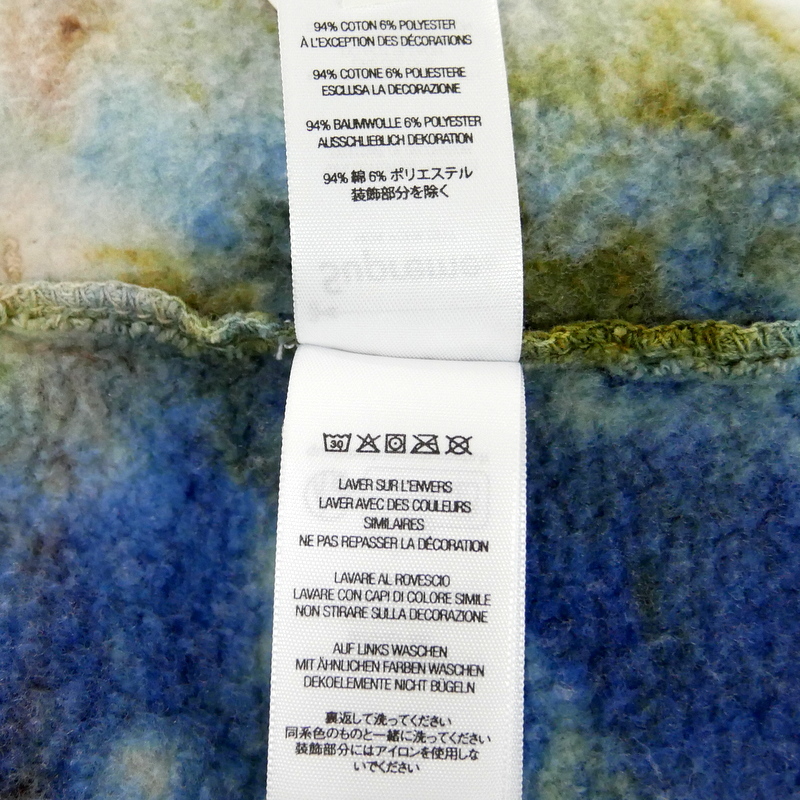 94% COTON 6% POLYESTER
À L'EXCEPTION DES DÉCORATIONS
94% COTONE 6% POLIESTERE
ESCLUSA LA DECORAZIONE
94% BAUMWOLLE 6% POLYESTER
AUSSCHLIEBLICH DEKORATION
94% 綿 6% ポリエステル
装飾部分を除く
30
LAVER SUR L'ENVERS
LAVER AVEC DES COULEURS
SIMILAIRES
NE PAS REPASSER LA DÉCORATION
LAVARE AL ROVESCIO
LAVARE CON CAPI DI COLORE SIMILE
NON STIRARE SULLA DECORAZIONE
AUF LINKS WASCHEN
MIT ÄHNLICHEN FARBEN WASCHEN
DEKOELEMENTE NICHT BÜGELN
裏返して洗ってください
同系色のものと一緒に洗ってください
装飾部分にはアイロンを使用しな
いでください